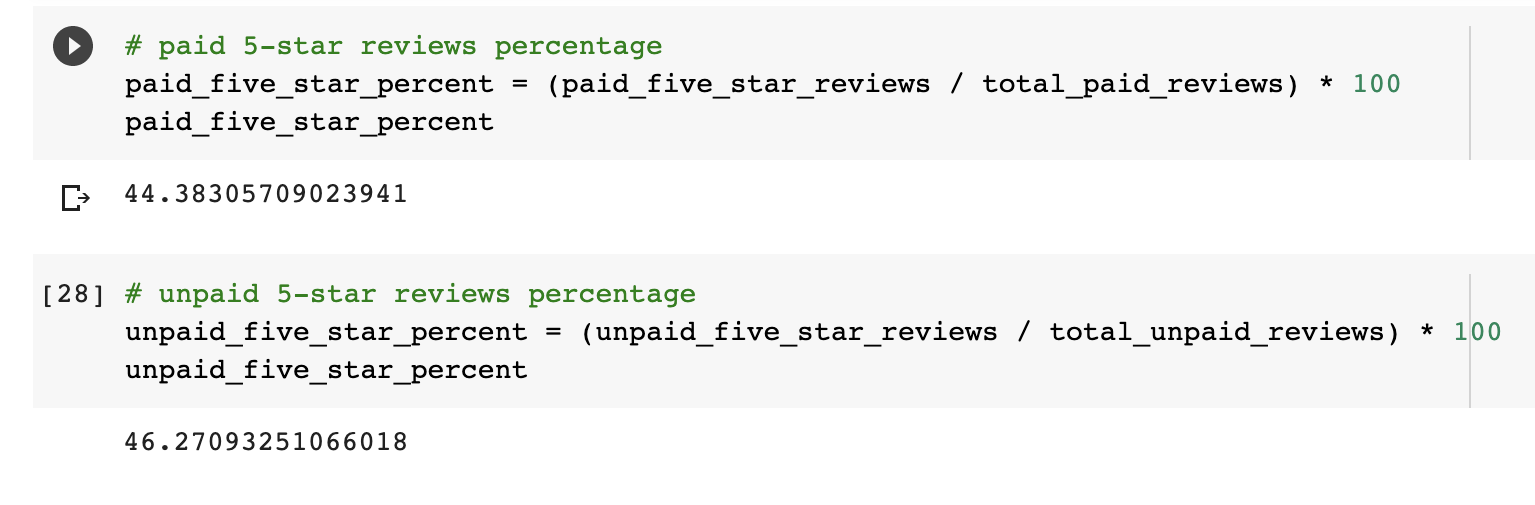 # paid 5-star reviews percentage
paid_five_star_percent = (paid_five_star_reviews / total_paid_reviews) * 100
paid_five_star_percent
44.38305709023941
[28] # unpaid 5-star reviews percentage
unpaid_five_star_percent = (unpaid_five_star_reviews / total_unpaid_reviews) * 100
unpaid_five_star_percent
46.27093251066018